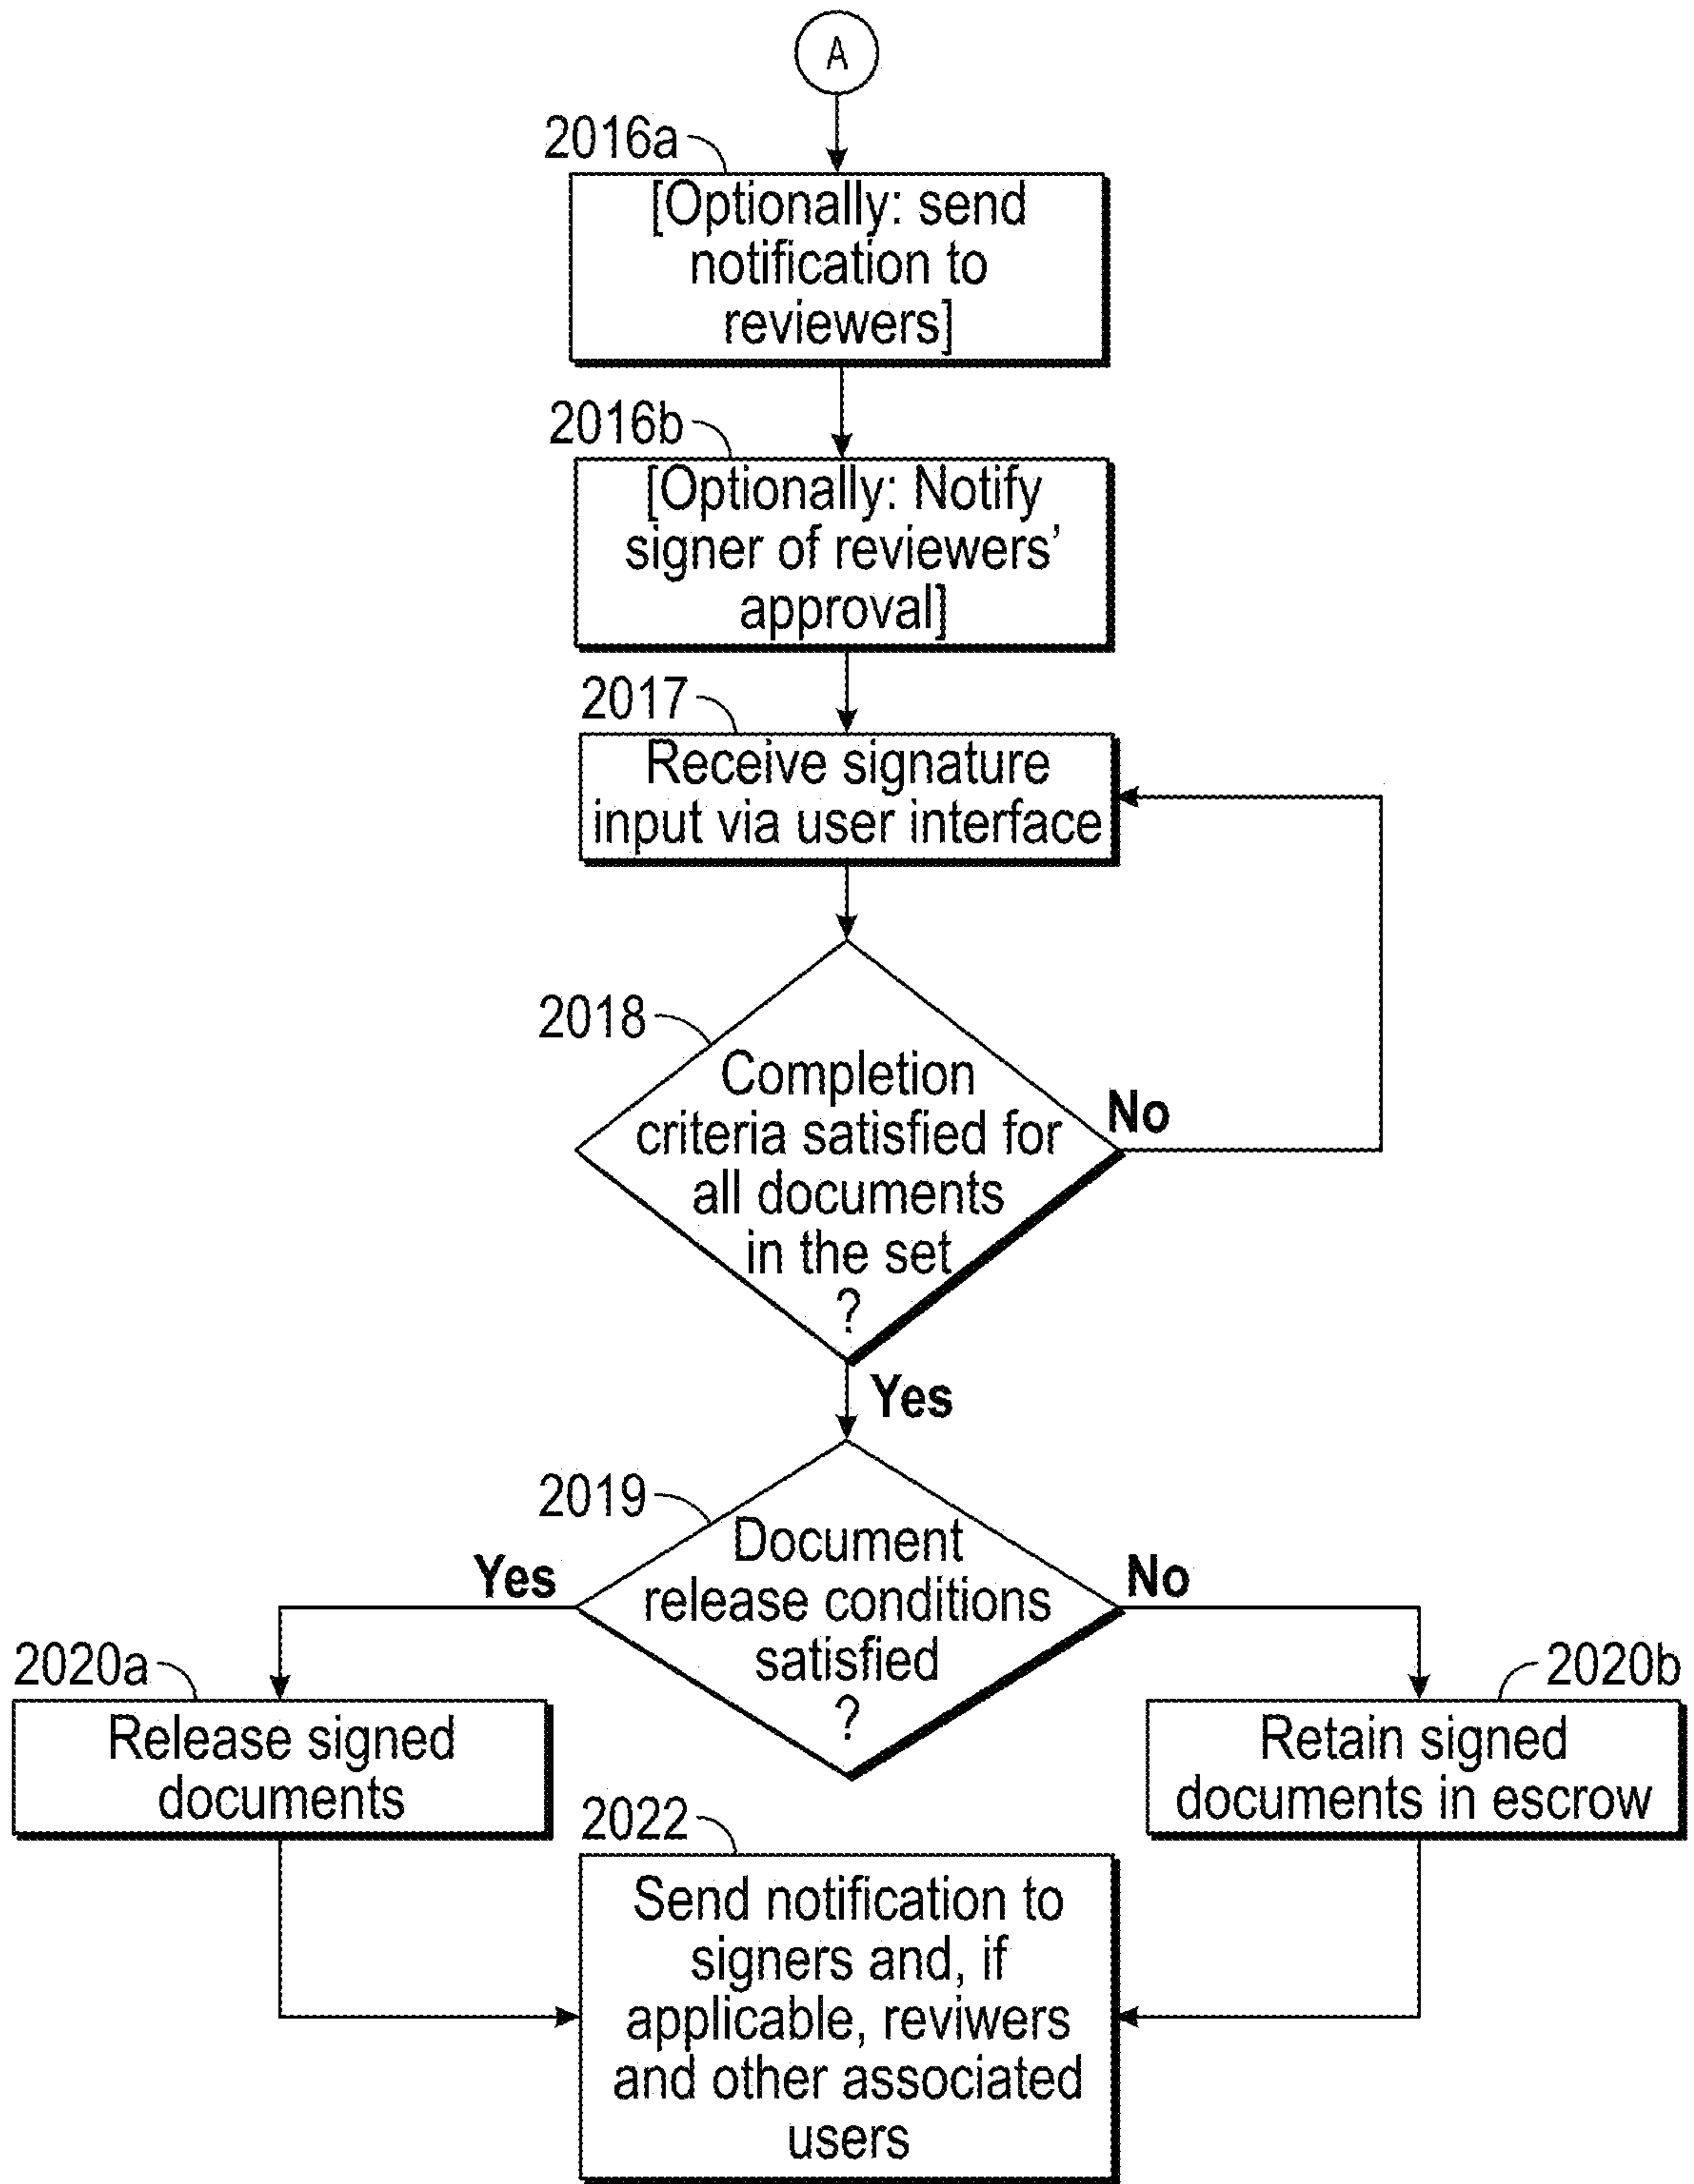 A
2016a
[Optionally: send
notification to
reviewers]
2016b
[Optionally: Notify
signer of reviewers’
approval]
2017
Receive signature
input via user interface
2018
Completion
criteria satisfied for
all documents
in the set
?
No
Yes
2019
Document
release conditions
satisfied
?
Yes
No
2020a
Release signed
documents
2020b
Retain signed
documents in escrow
2022
Send notification to
signers and, if
applicable, reviwers
and other associated
users